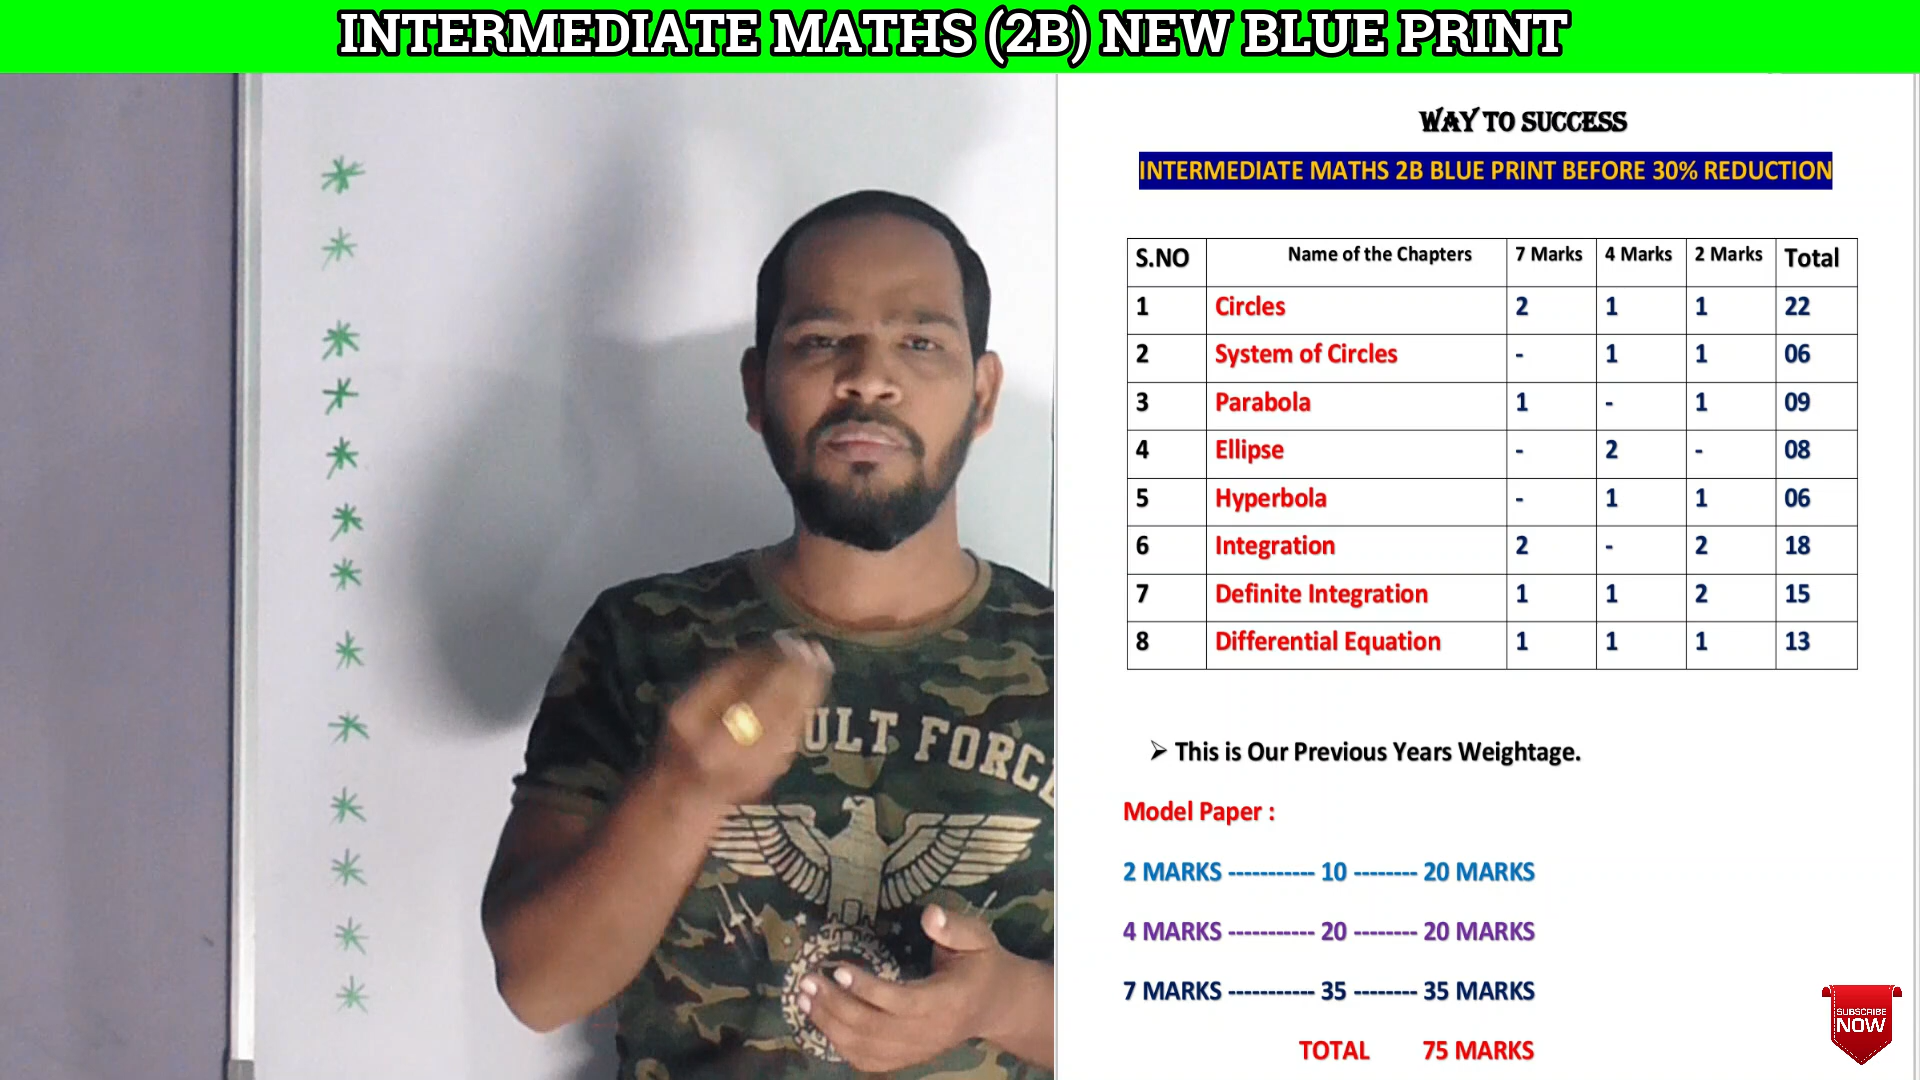 INTERMEDIATE MATHS (2B) NEW BLUE PRINT
WAY TO SUCCESS
INTERMEDIATE MATHS 2B BLUE PRINT BEFORE 30% REDUCTION
S.NO Name of the Chapters 7 Marks 4 Marks 2 Marks Total
1 Circles 2 1 1 22
2 System of Circles - 1 1 06
3 Parabola 1 - 1 09
4 Ellipse - 2 - 08
5 Hyperbola - 1 1 06
6 Integration 2 - 2 18
7 Definite Integration 1 1 2 15
8 Differential Equation 1 1 1 13
➢ This is Our Previous Years Weightage.
Model Paper :
2 MARKS ----------- 10 -------- 20 MARKS
4 MARKS ----------- 20 -------- 20 MARKS
7 MARKS ----------- 35 -------- 35 MARKS
TOTAL 75 MARKS
ULT FORCE
SUBSCRIBE
NOW